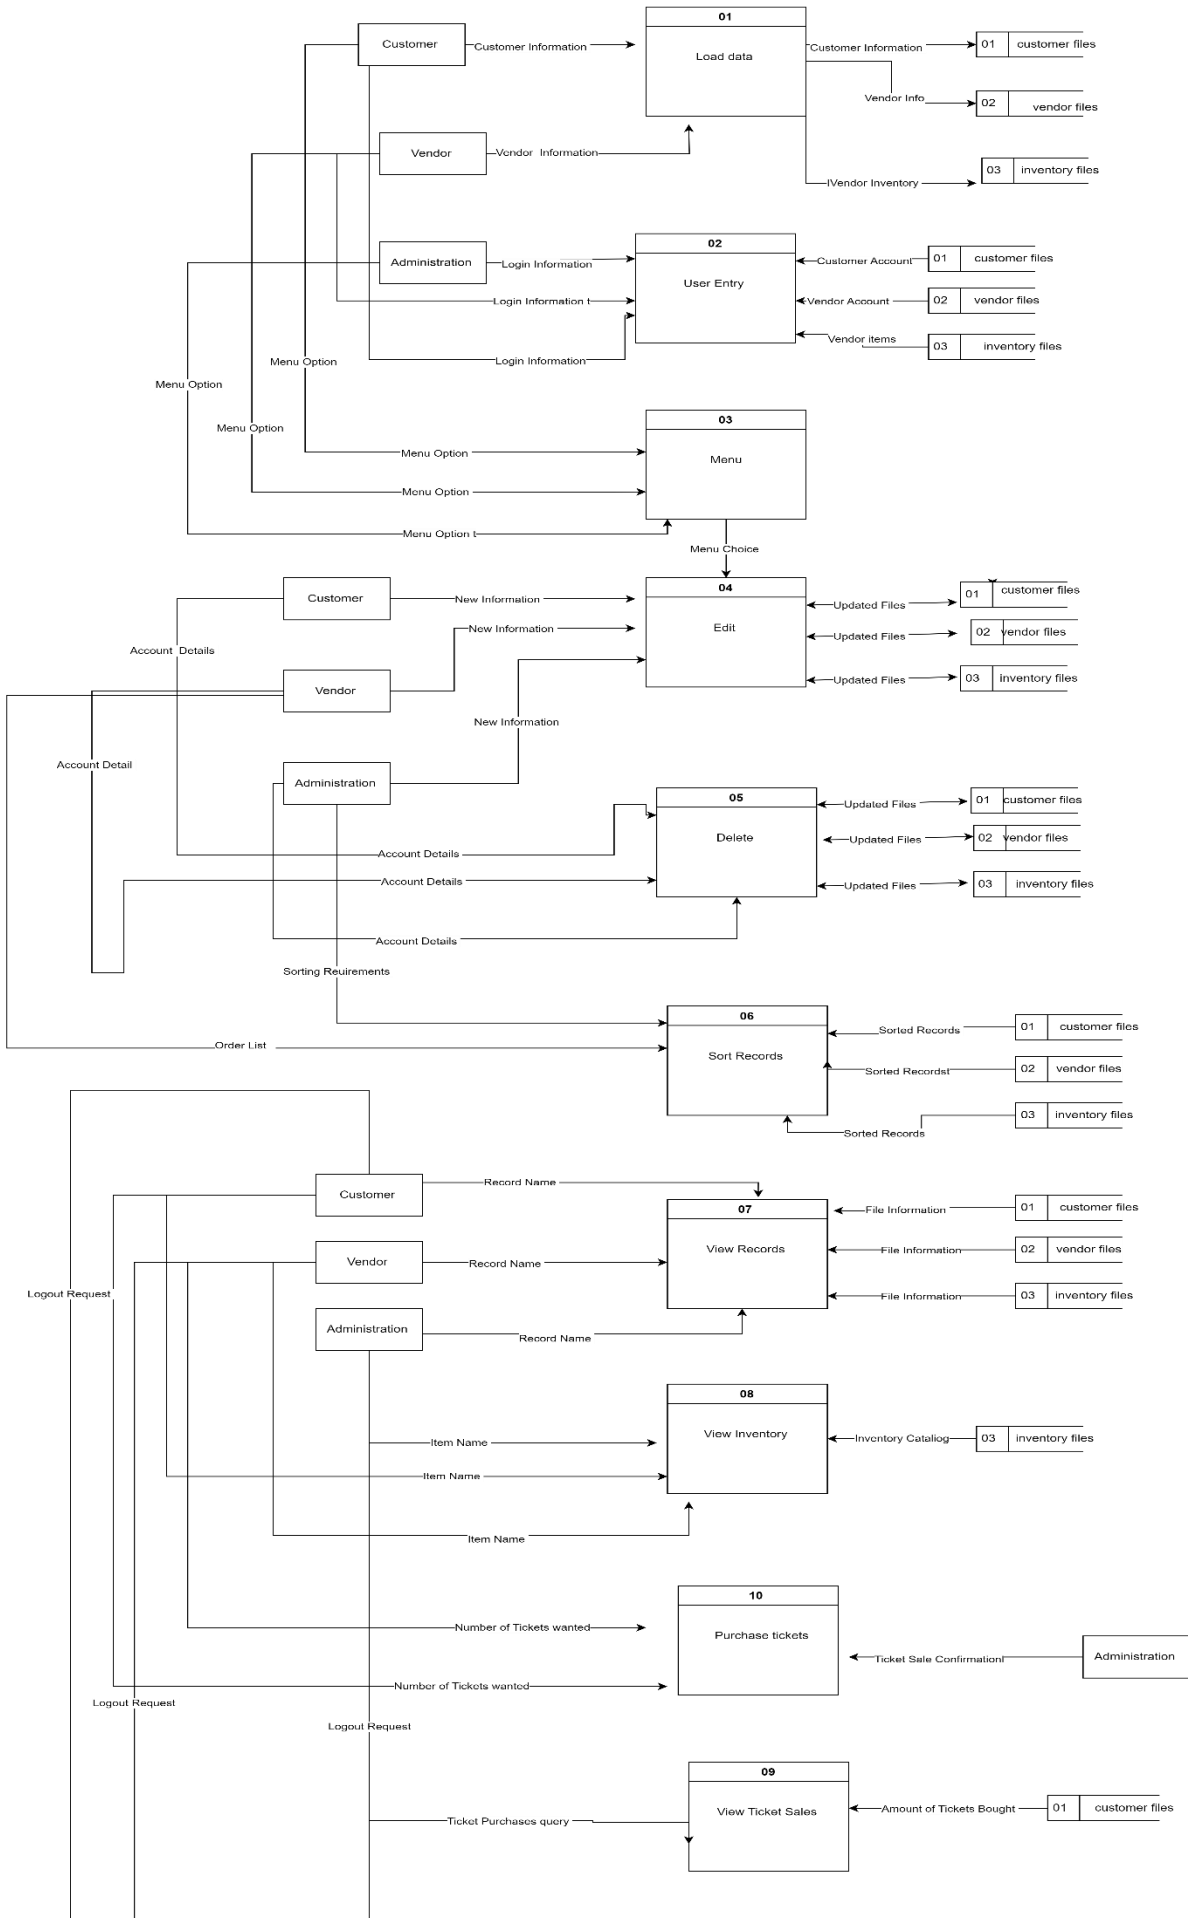 01
Customer
Customer Information
Load data
Customer Information
01 customer files
Vendor Info
02 vendor files
Vendor
Vendor Information
IVendor Inventory
03 inventory files
02
Administration
Login Information
User Entry
Customer Account
01 customer files
Login Information t
Vendor Account
02 vendor files
Vendor items
03 inventory files
Login Information
Menu Option
Menu Option
Menu Option
03
Menu
Menu Option
Menu Option
Menu Option t
Menu Choice
04
Customer
New Information
Edit
Updated Files
01 customer files
New Information
Updated Files
02 vendor files
Account Details
Vendor
Updated Files
03 inventory files
New Information
Account Detail
Administration
05
Delete
Updated Files
01 customer files
Updated Files
02 vendor files
Account Details
Account Details
Updated Files
03 inventory files
Account Details
Sorting Reuirements
06
Sort Records
Sorted Records
01 customer files
Order List
Sorted Recordst
02 vendor files
Sorted Records
03 inventory files
Customer
Record Name
07
View Records
File Information
01 customer files
Vendor
Record Name
File Information
02 vendor files
Logout Request
File Information
03 inventory files
Administration
Record Name
08
View Inventory
Item Name
Inventory Cataliog
03 inventory files
Item Name
Item Name
10
Purchase tickets
Number of Tickets wanted
Ticket Sale Confirmationl
Administration
Number of Tickets wanted
Logout Request
Logout Request
09
View Ticket Sales
Amount of Tickets Bought
01 customer files
Ticket Purchases query